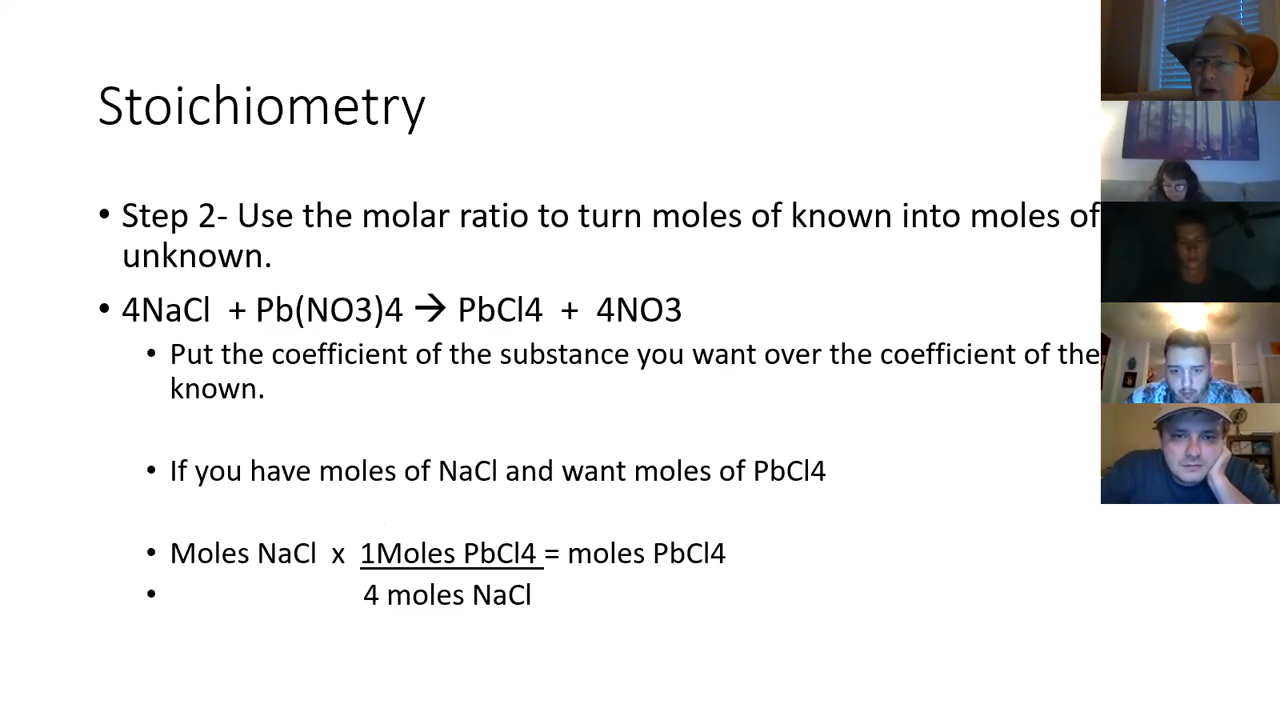 Stoichiometry
• Step 2- Use the molar ratio to turn moles of known into moles of
unknown.
• 4NaCl + Pb(NO3)4 → PbCl4 + 4NO3
• Put the coefficient of the substance you want over the coefficient of the
known.
• If you have moles of NaCl and want moles of PbCl4
• Moles NaCl x 1Moles PbCl4 = moles PbCl4
• 4 moles NaCl